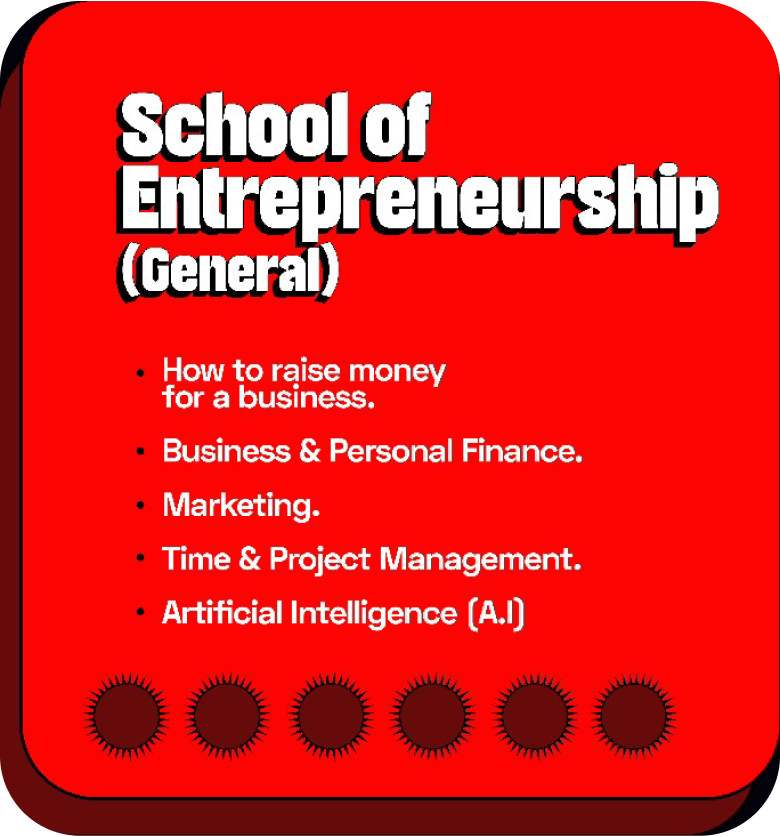 School of
Entrepreneurship
(General)
• How to raise money
for a business.
• Business & Personal Finance.
• Marketing.
• Time & Project Management.
• Artificial Intelligence (A.I)